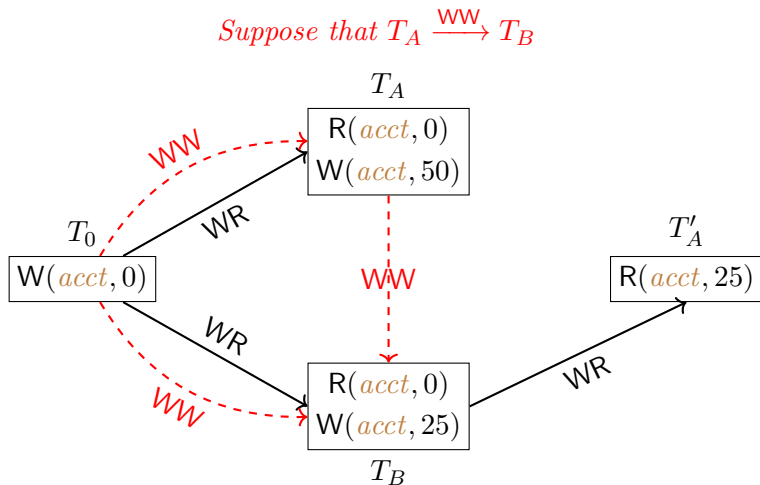 Suppose that T_A \xrightarrow{WW} T_B
T_A
R(acct, 0)
W(acct, 50)
WW
WR
T_0
W(acct, 0)
T'_A
R(acct, 25)
WW
WR
WW
R(acct, 0)
W(acct, 25)
WR
T_B